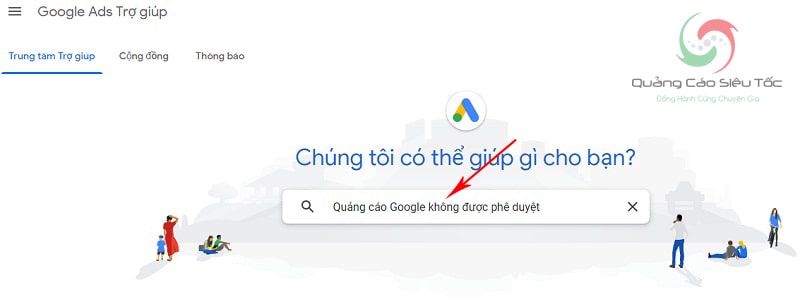 Google Ads Trợ giúp
Trung tâm Trợ giúp Cộng đồng Thông báo
Quảng Cáo Siêu Tốc
Đồng Hành Cùng Chuyên Gia
Chúng tôi có thể giúp gì cho bạn?
Quảng cáo Google không được phê duyệt